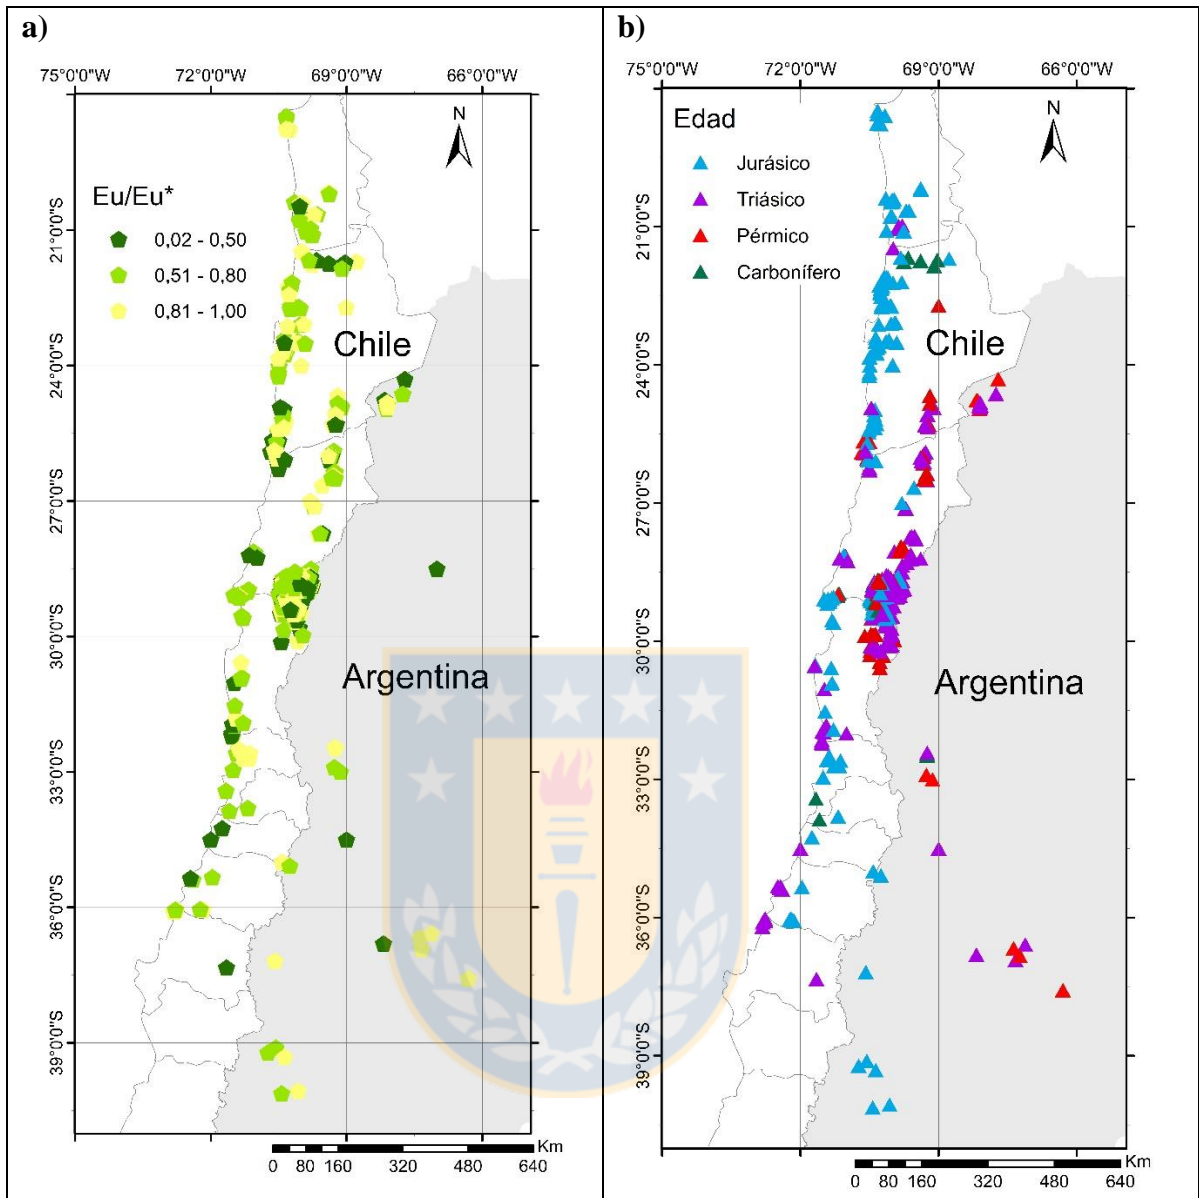 a)
75°0'0"W 72°0'0"W 69°0'0"W 66°0'0"W
N
Eu/Eu*
0,02 - 0,50
0,51 - 0,80
0,81 - 1,00
Chile
Argentina
21°0'0"S
24°0'0"S
27°0'0"S
30°0'0"S
33°0'0"S
36°0'0"S
39°0'0"S
Km
0 80 160 320 480 640
b)
75°0'0"W 72°0'0"W 69°0'0"W 66°0'0"W
N
Edad
Jurásico
Triásico
Pérmico
Carbonífero
Chile
Argentina
21°0'0"S
24°0'0"S
27°0'0"S
30°0'0"S
33°0'0"S
36°0'0"S
39°0'0"S
Km
0 80 160 320 480 640